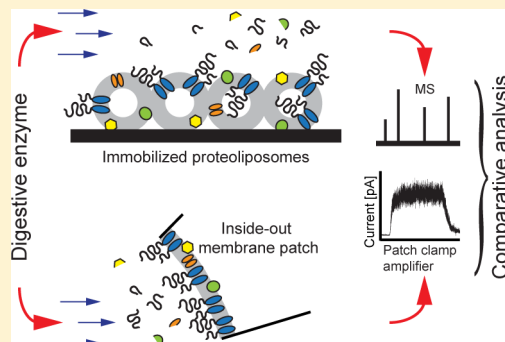 Digestive enzyme
Immobilized proteoliposomes
Inside-out
membrane patch
MS
Current [pA]
Patch clamp
amplifier
Comparative analysis